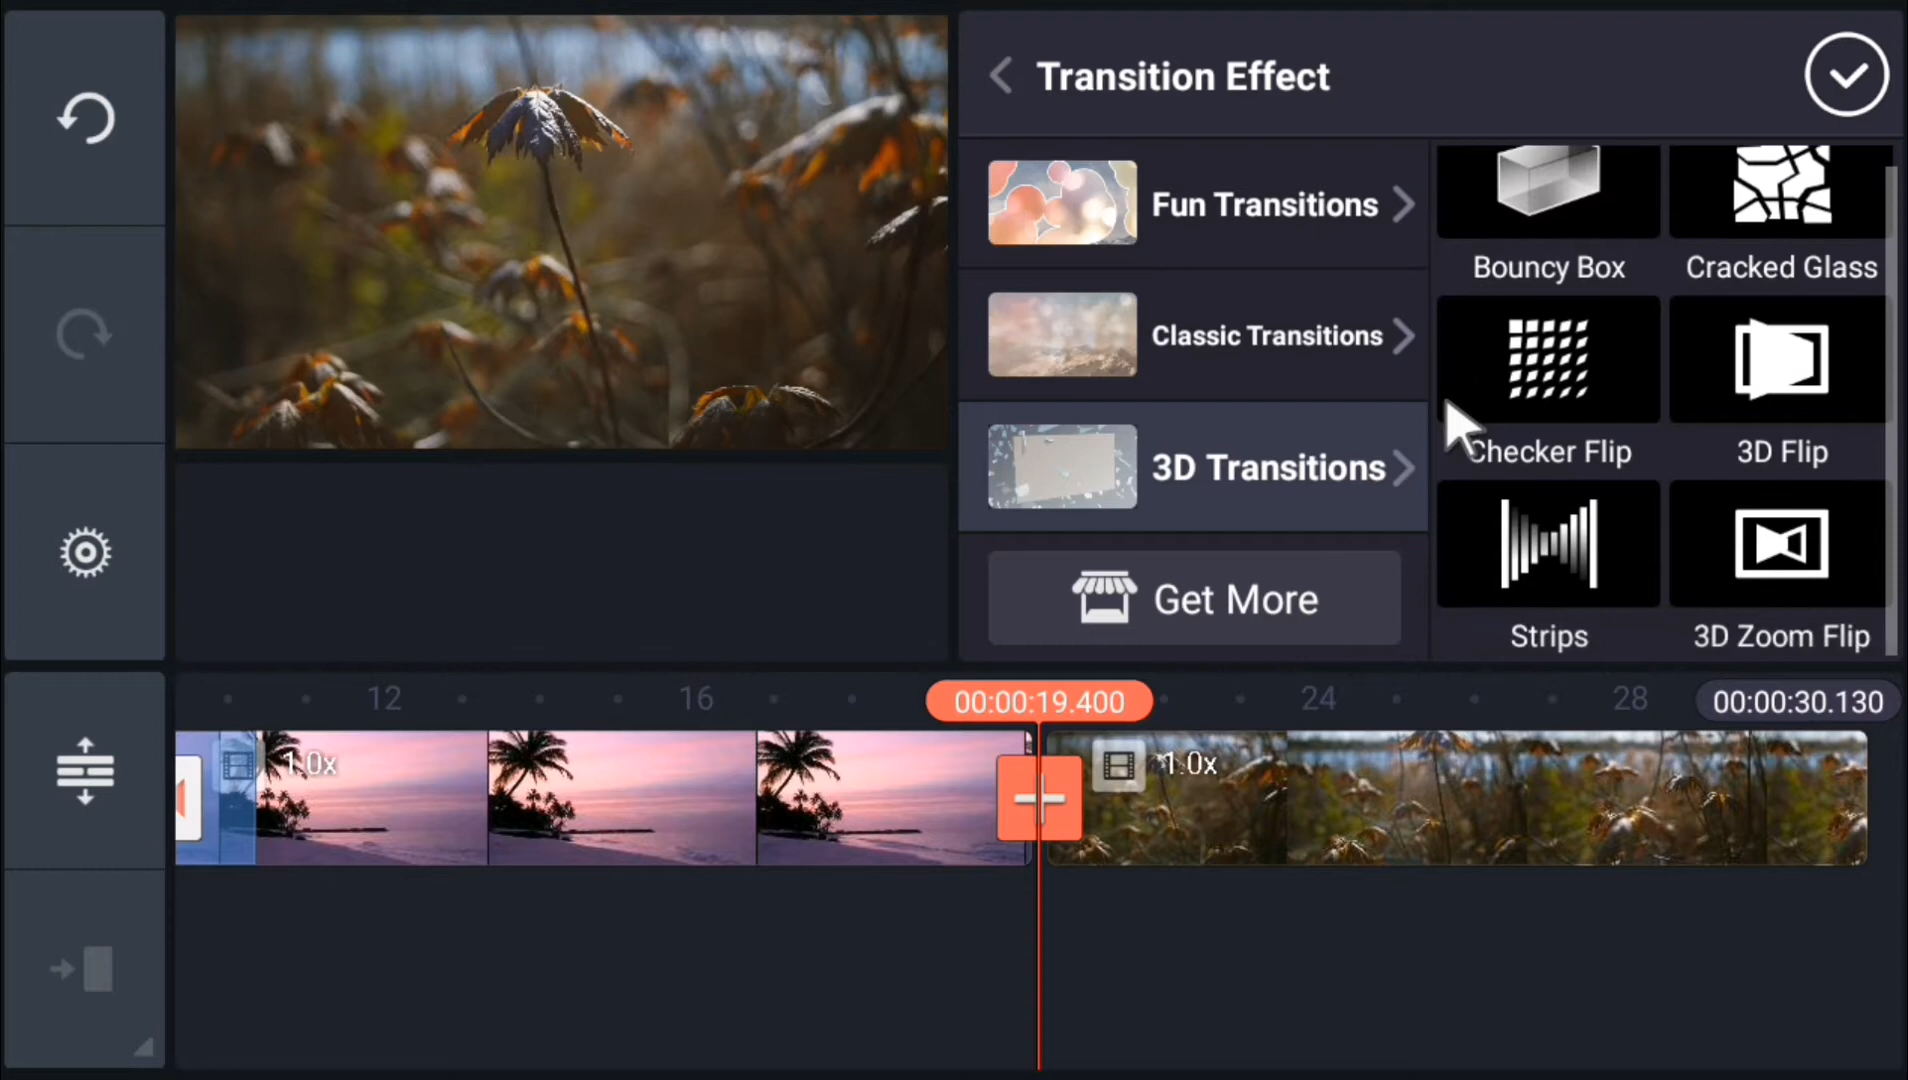 Transition Effect
Fun Transitions
Classic Transitions
3D Transitions
Get More
Bouncy Box
Cracked Glass
Checker Flip
3D Flip
Strips
3D Zoom Flip
12
16
00:00:19.400
24
28
00:00:30.130
1.0x
1.0x